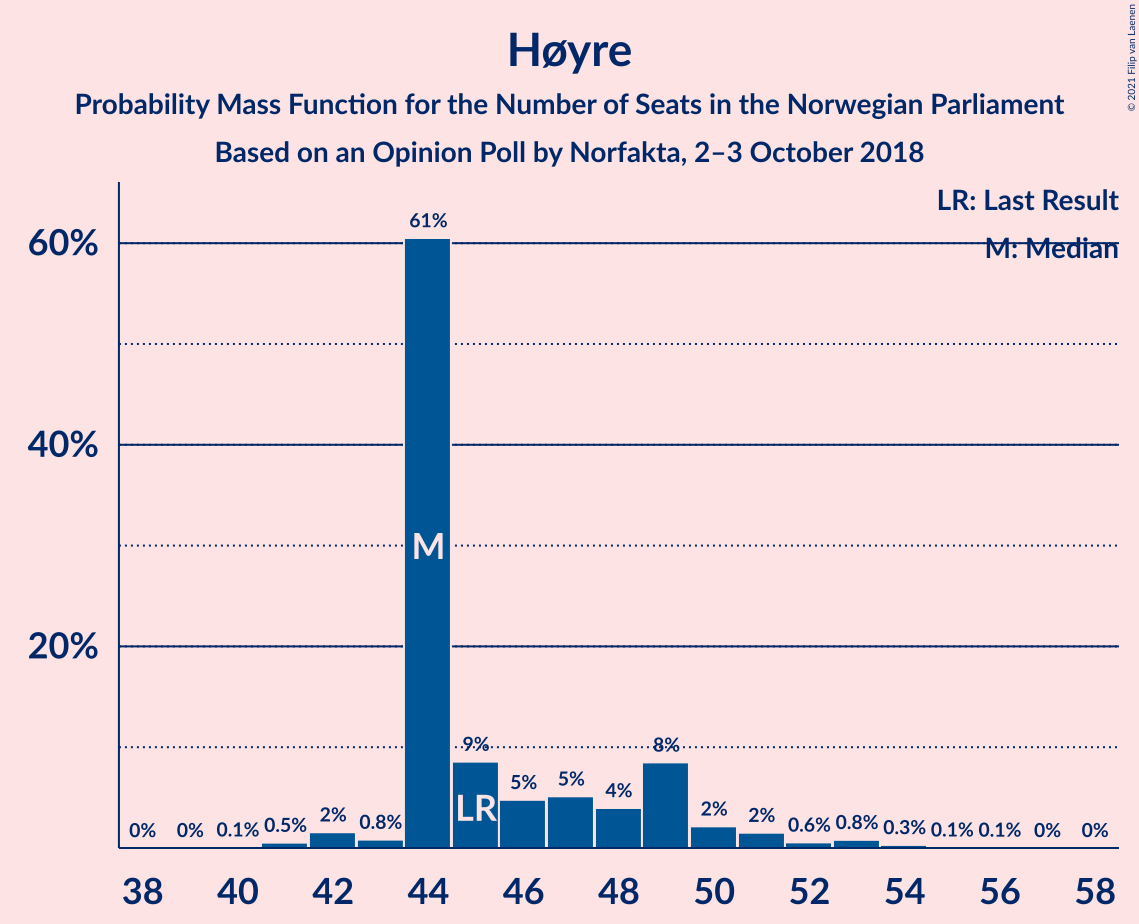 Høyre
Probability Mass Function for the Number of Seats in the Norwegian Parliament
Based on an Opinion Poll by Norfakta, 2–3 October 2018
© 2021 Filip van Laenen
LR: Last Result
M: Median
60%
40%
20%
0% 0% 0.1% 0.5% 2% 0.8% 61% 9% 5% 5% 4% 8% 2% 2% 0.6% 0.8% 0.3% 0.1% 0.1% 0% 0%
M
LR
38 40 42 44 46 48 50 52 54 56 58